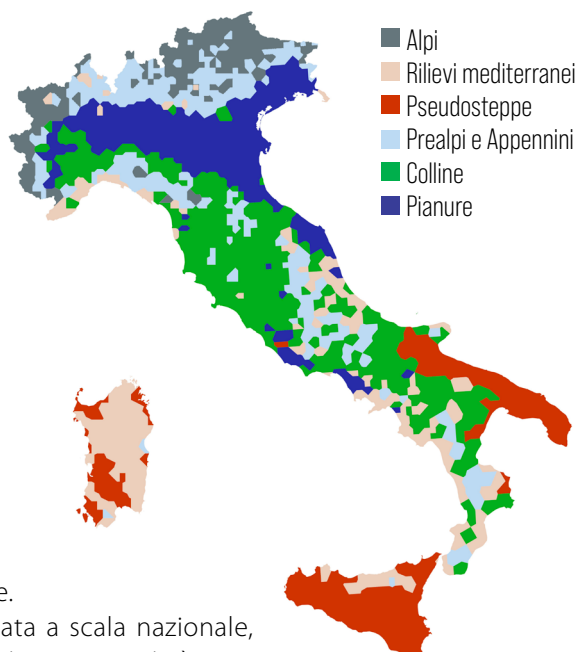 Alpi
Rilievi mediterranei
Pseudosteppe
Prealpi e Appennini
Colline
Pianure
e.
ata a scala nazionale,